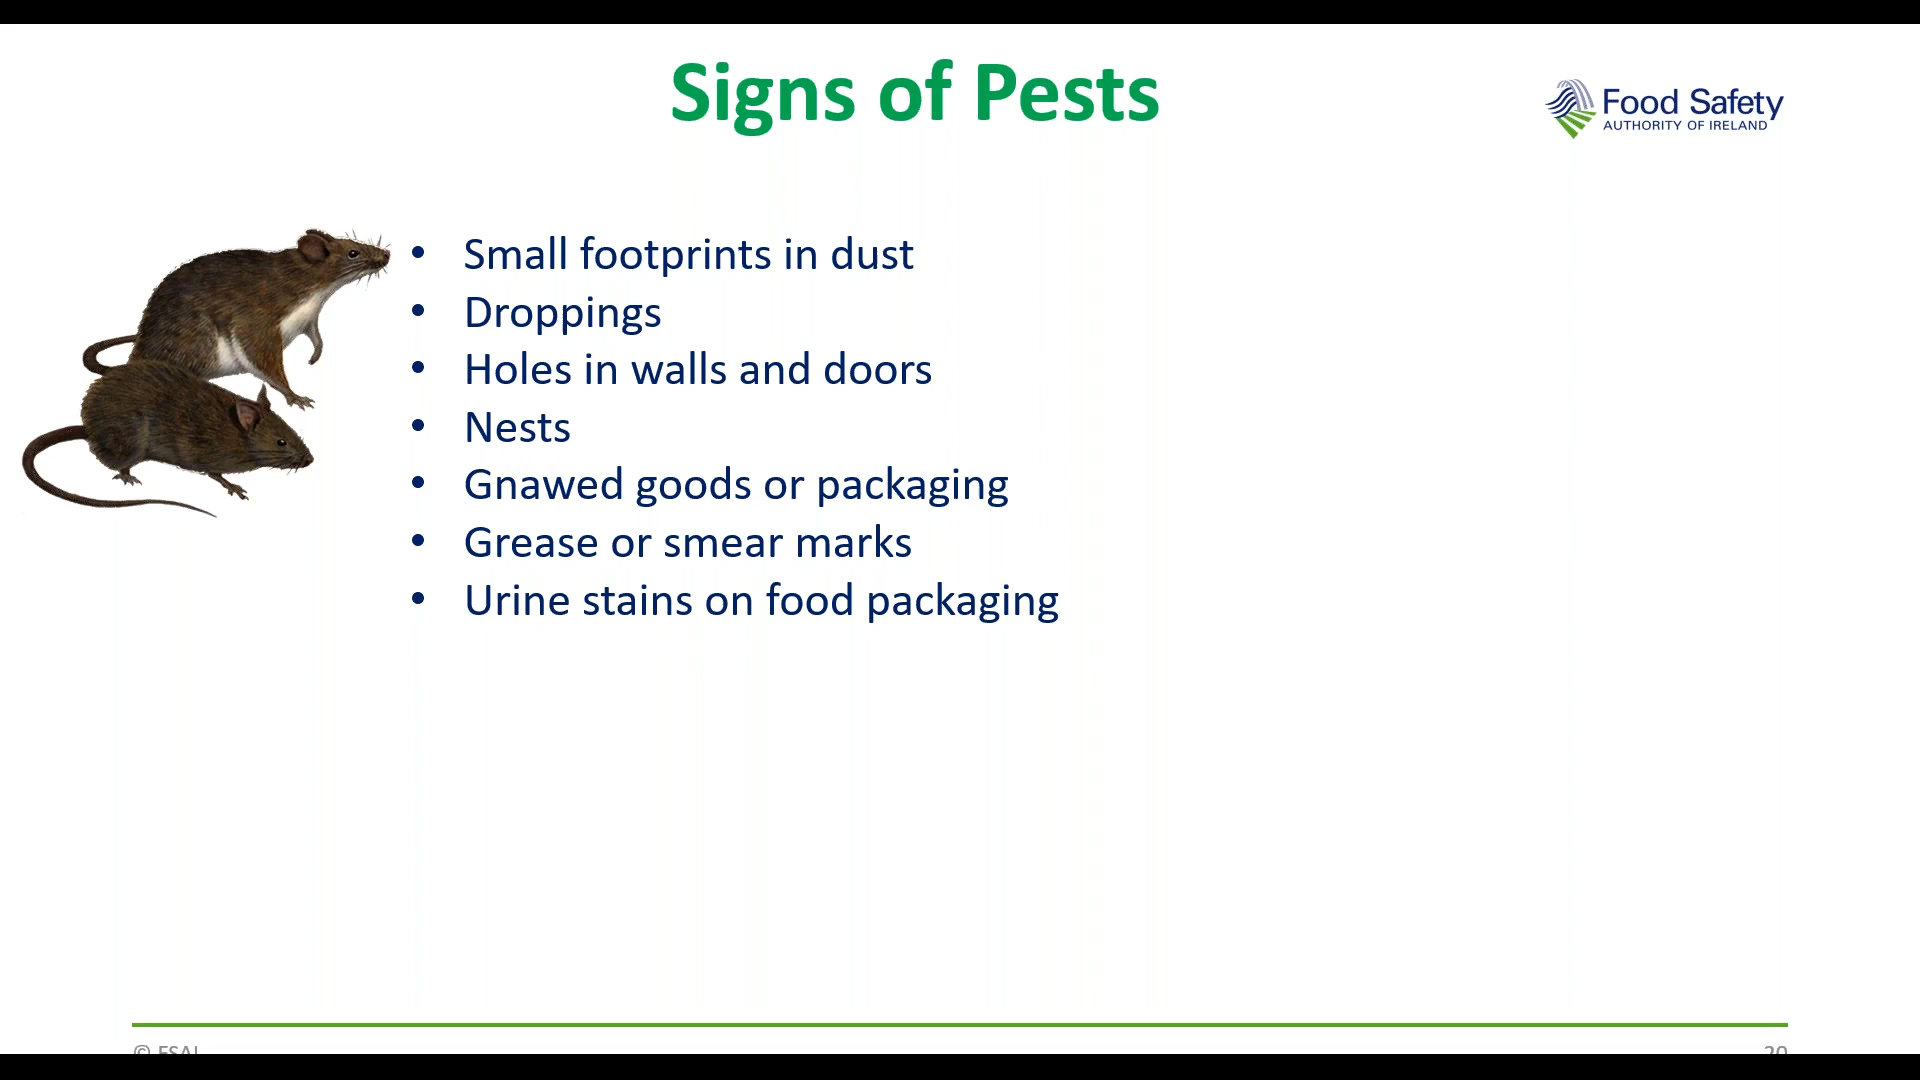 Signs of Pests
Food Safety
AUTHORITY OF IRELAND
• Small footprints in dust
• Droppings
• Holes in walls and doors
• Nests
• Gnawed goods or packaging
• Grease or smear marks
• Urine stains on food packaging
© FSAI
20